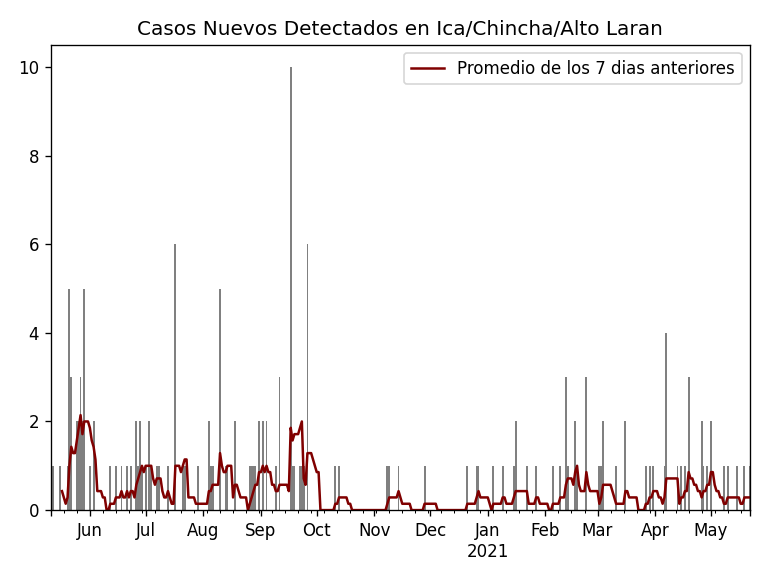 Casos Nuevos Detectados en Ica/Chincha/Alto Laran
Promedio de los 7 dias anteriores
10
8
6
4
2
0
Jun Jul Aug Sep Oct Nov Dec Jan Feb Mar Apr May
2021